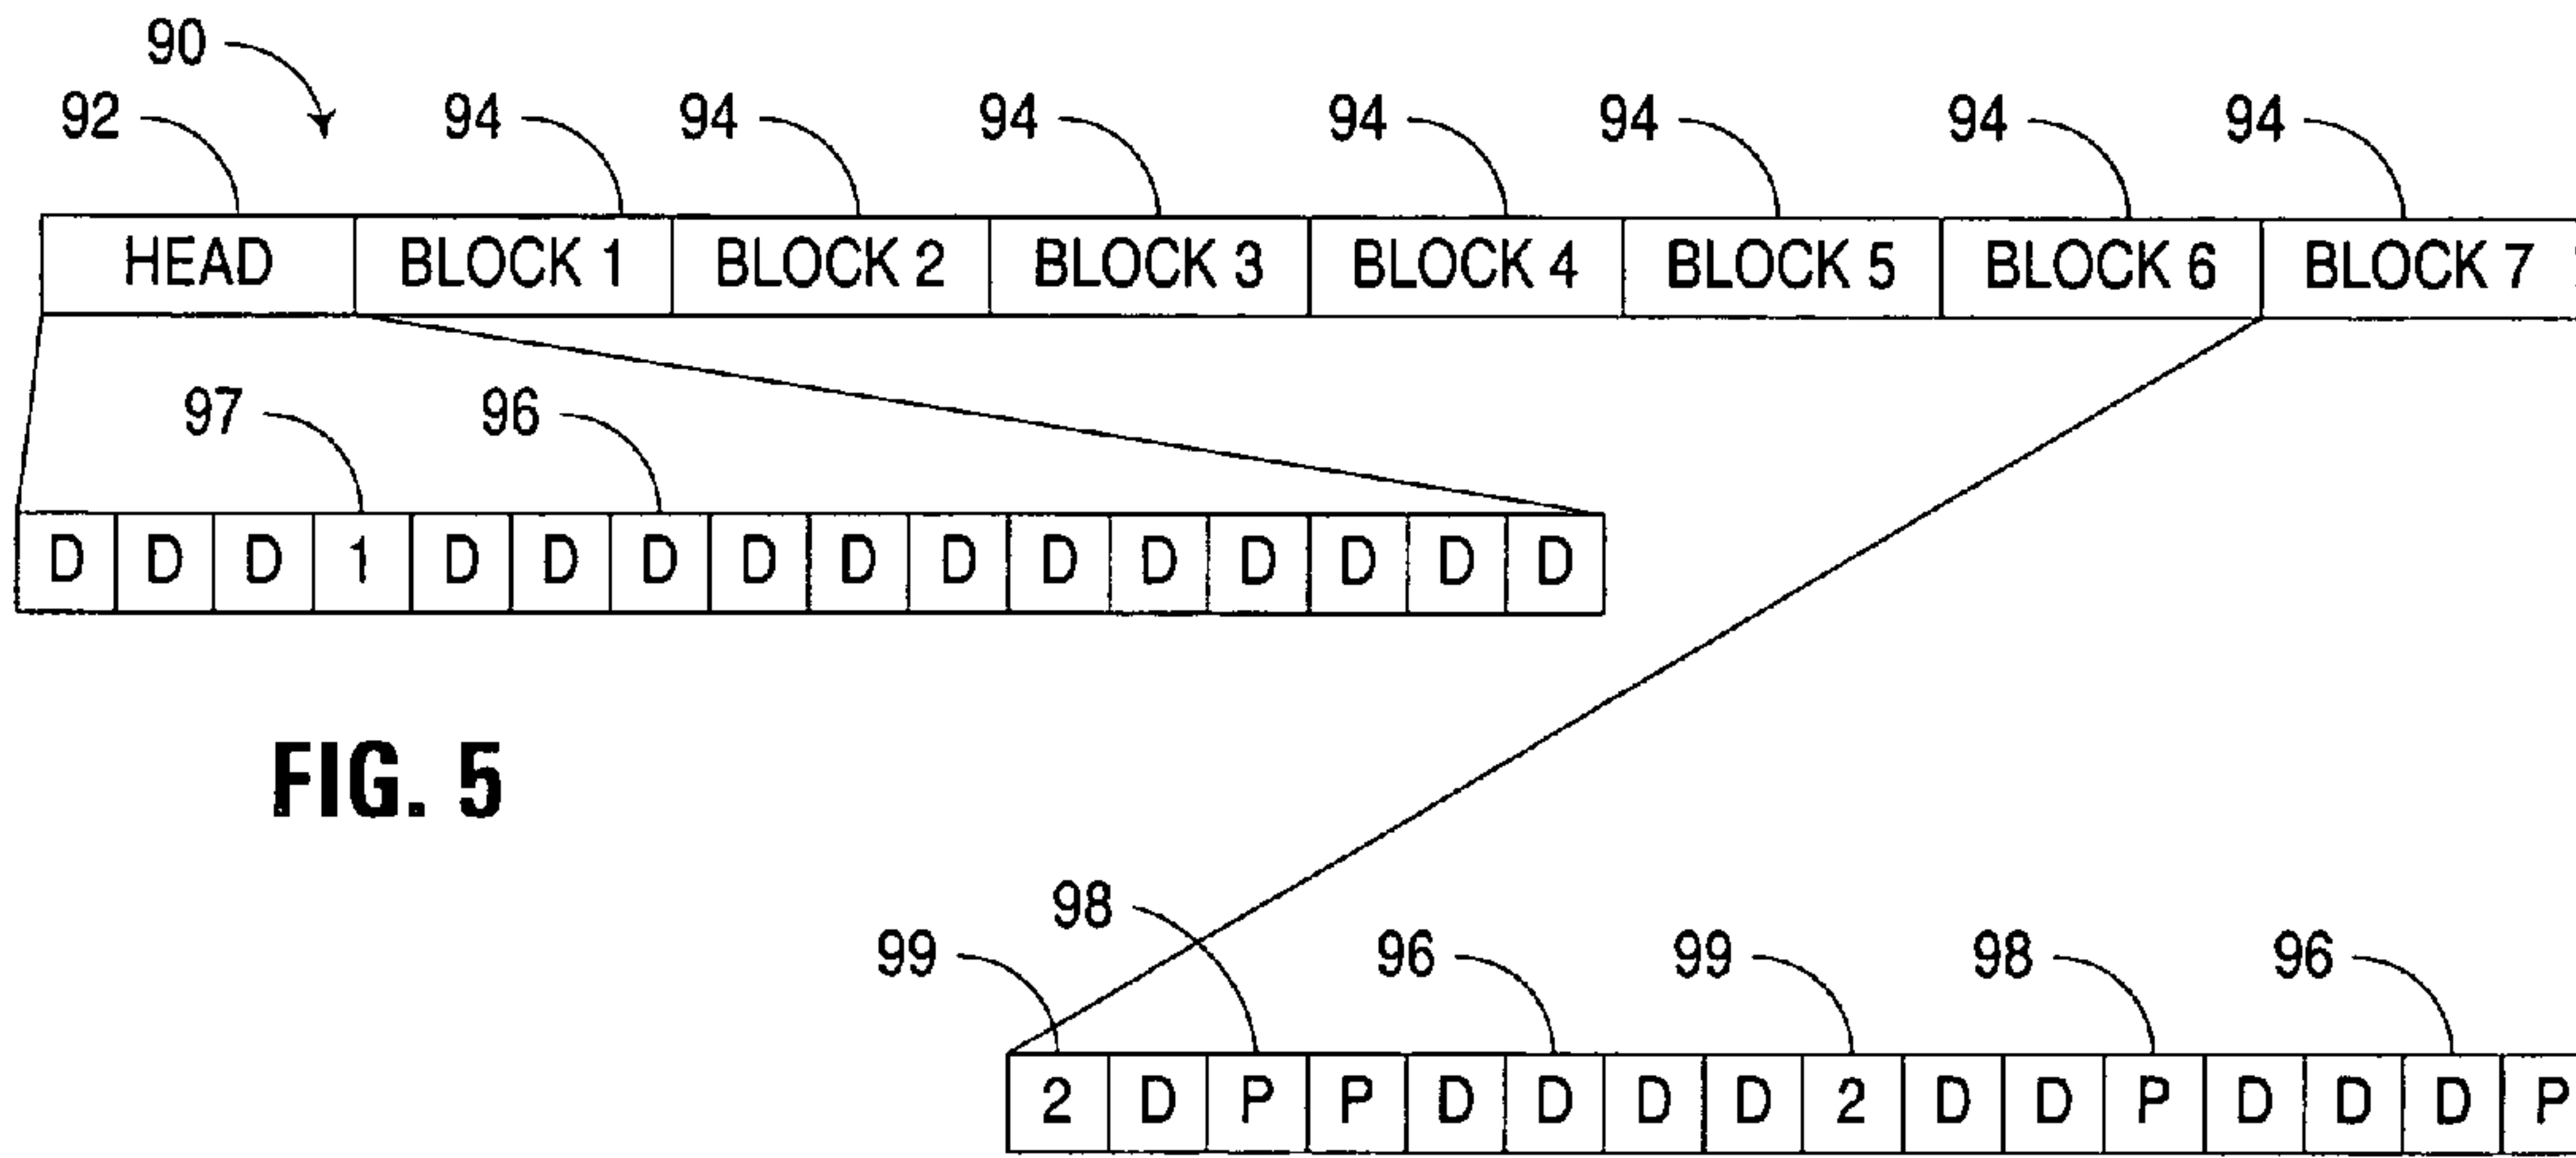 90
92 94 94 94 94 94 94 94
HEAD BLOCK 1 BLOCK 2 BLOCK 3 BLOCK 4 BLOCK 5 BLOCK 6 BLOCK 7
97 96
D D D 1 D D D D D D D D D D D D
FIG. 5
98
99 96 99 98 96
2 D P P D D D D 2 D D P D D D P